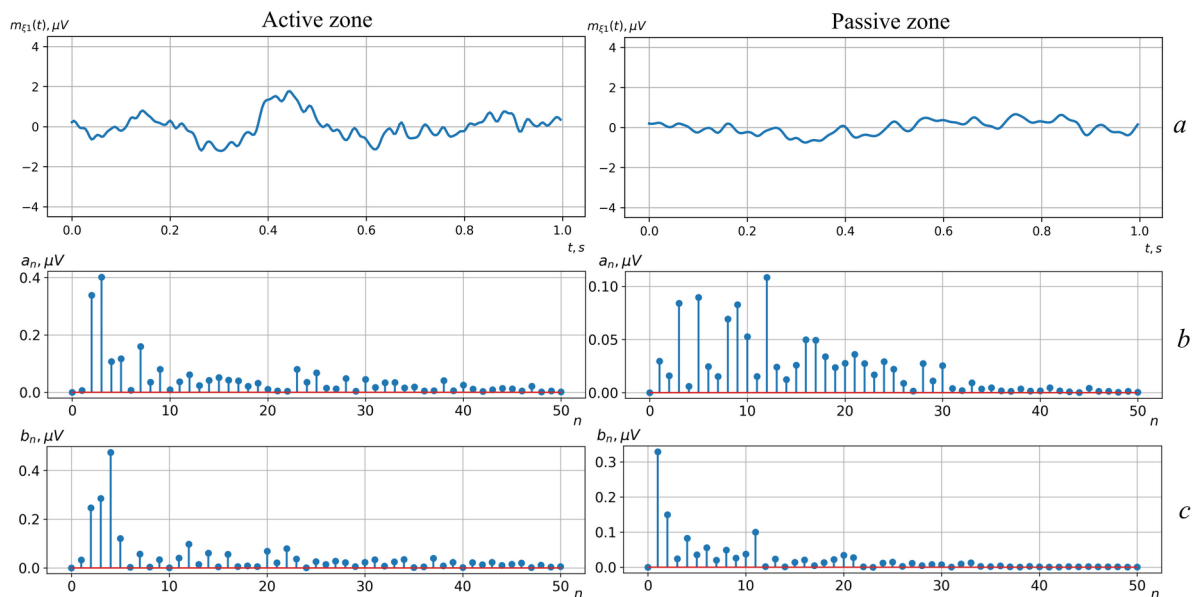 Active zone
Passive zone
m_{ξ1}(t), μV
4
2
0
−2
−4
0.0 0.2 0.4 0.6 0.8 1.0
t, s
m_{ξ1}(t), μV
4
2
0
−2
−4
0.0 0.2 0.4 0.6 0.8 1.0
t, s
a
a_n, μV
0.4
0.2
0.0
0 10 20 30 40 50
n
a_n, μV
0.10
0.05
0.00
0 10 20 30 40 50
n
b
b_n, μV
0.4
0.2
0.0
0 10 20 30 40 50
n
b_n, μV
0.3
0.2
0.1
0.0
0 10 20 30 40 50
n
c